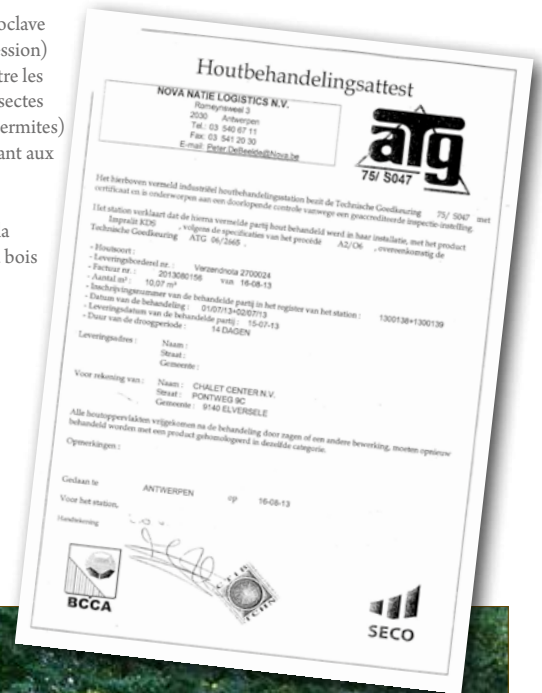 oclave
ession)
tre les
sectes
ermites)
ant aux
na
bois
Houtbehandelingsattest
NOVA NATIE LOGISTICS N.V.
Romeynsweel 3
2030 Antwerpen
Tel.: 03 540 67 11
Fax: 03 541 20 30
E-mail: Peter.DeBeelde@Nova.be
atg
75/ S047
Het hierboven vermeld industriëel houtbehandelingsstation bezit de Technische Goedkeuring 75/ S047 met
certificaat en is onderworpen aan een doorlopende controle vanwege een geaccrediteerde inspectie-instelling.
Het station verklaart dat de hierna vermelde partij hout behandeld werd in haar installatie, met het product
Impralit KDS , volgens de specificaties van het procédé A2/O6 , overeenkomstig de
Technische Goedkeuring ATG 06/2665 .
- Houtsoort :
- Leveringsborderel nr. : Verzendnota 2700024
- Factuur nr. : 2013080156 van 16-08-13
- Aantal m³ : 10,07 m³
- Inschrijvingsnummer van de behandelde partij in het register van het station : 1300138+1300139
- Datum van de behandeling : 01/07/13+02/07/13
- Leveringsdatum van de behandelde partij : 15-07-13
- Duur van de droogperiode : 14 DAGEN
Leveringsadres : Naam :
Straat :
Gemeente :
Voor rekening van : Naam : CHALET CENTER N.V.
Straat : PONTWEG 9C
Gemeente : 9140 ELVERSELE
Alle houtoppervlakten vrijgekomen na de behandeling door zagen of een andere bewerking, moeten opnieuw
behandeld worden met een product gehomologeerd in dezelfde categorie.
Opmerkingen :
Gedaan te ANTWERPEN op 16-08-13
Voor het station,
Handtekening
BCCA
SECO